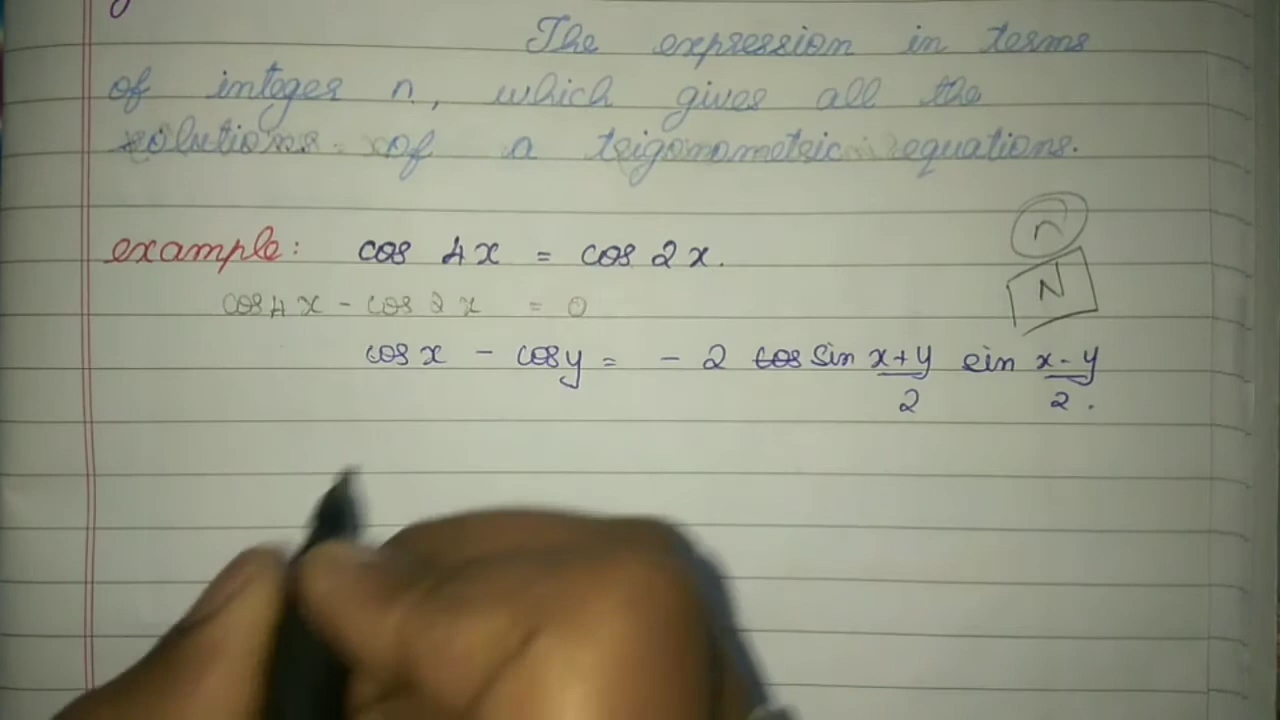 The expression in terms
of integer n, which gives all the
solutions of a trigonometric equations.
n
example: cos 4x = cos 2x.
N
cos 4x - cos 2x = 0
cos x - cos y = - 2 cos sin x+y/2 sin x-y/2.